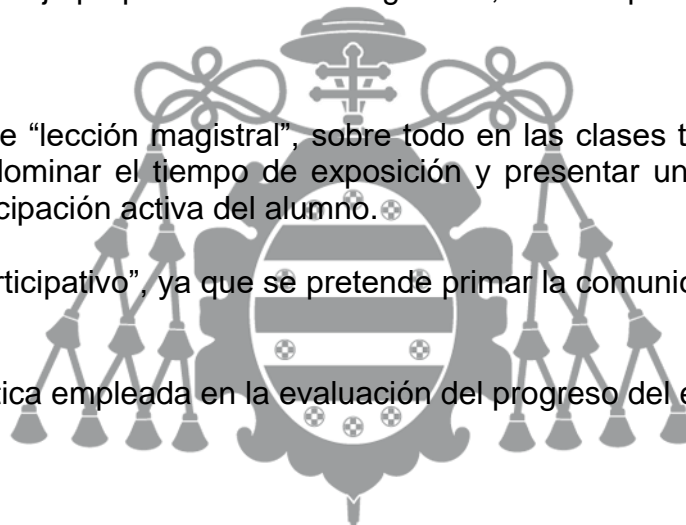 e “lección magistral”, sobre todo en las clases t
dominar el tiempo de exposición y presentar un
cipación activa del alumno.
rticipativo”, ya que se pretende primar la comunic
tica empleada en la evaluación del progreso del e